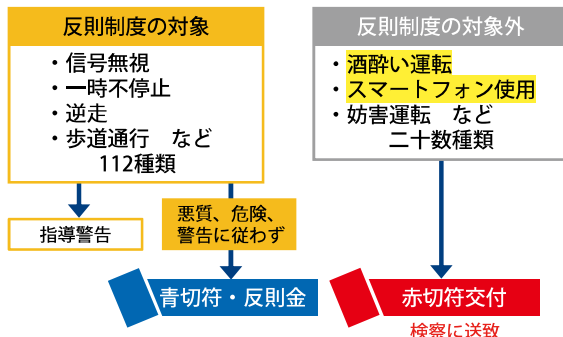 反則制度の対象
・信号無視
・一時不停止
・逆走
・歩道通行　など
112種類
指導警告
悪質、危険、
警告に従わず
青切符・反則金
反則制度の対象外
・酒酔い運転
・スマートフォン使用
・妨害運転　など
二十数種類
赤切符交付
検察に送致